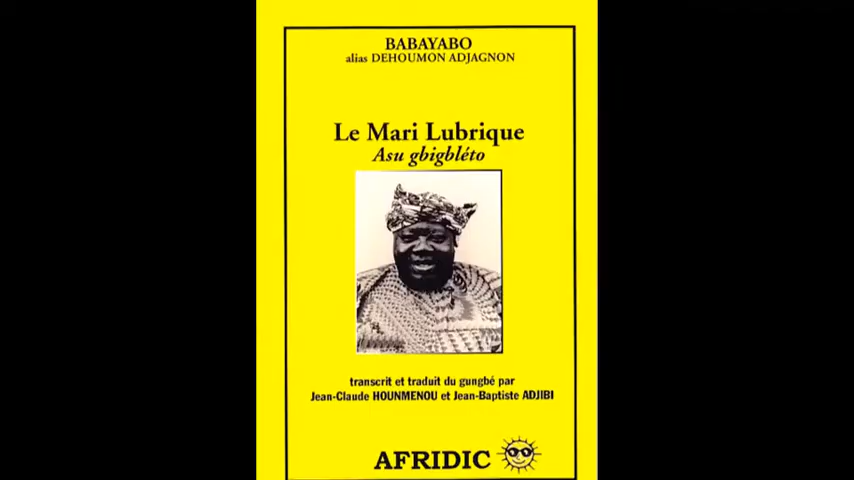 BABAYABO
alias DEHOUMON ADJAGNON
Le Mari Lubrique
Asu gbigbléto
transcrit et traduit du gungbé par
Jean-Claude HOUNMENOU et Jean-Baptiste ADJIBI
AFRIDIC